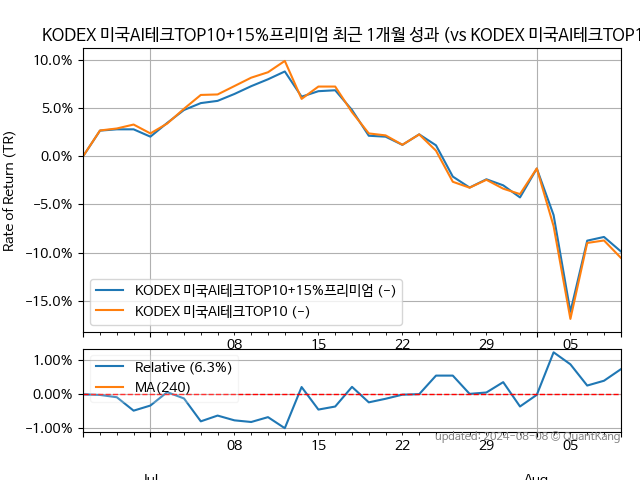 KODEX 미국AI테크TOP10+15%프리미엄 최근 1개월 성과 (vs KODEX 미국AI테크TOP1
Rate of Return (TR)
10.0%
5.0%
0.0%
−5.0%
−10.0%
−15.0%
KODEX 미국AI테크TOP10+15%프리미엄 (-)
KODEX 미국AI테크TOP10 (-)
08 15 22 29 05
1.00%
0.00%
−1.00%
Relative (6.3%)
MA(240)
updated: 2024-08-08 © QuantKang
08 15 22 29 05
Jul Aug